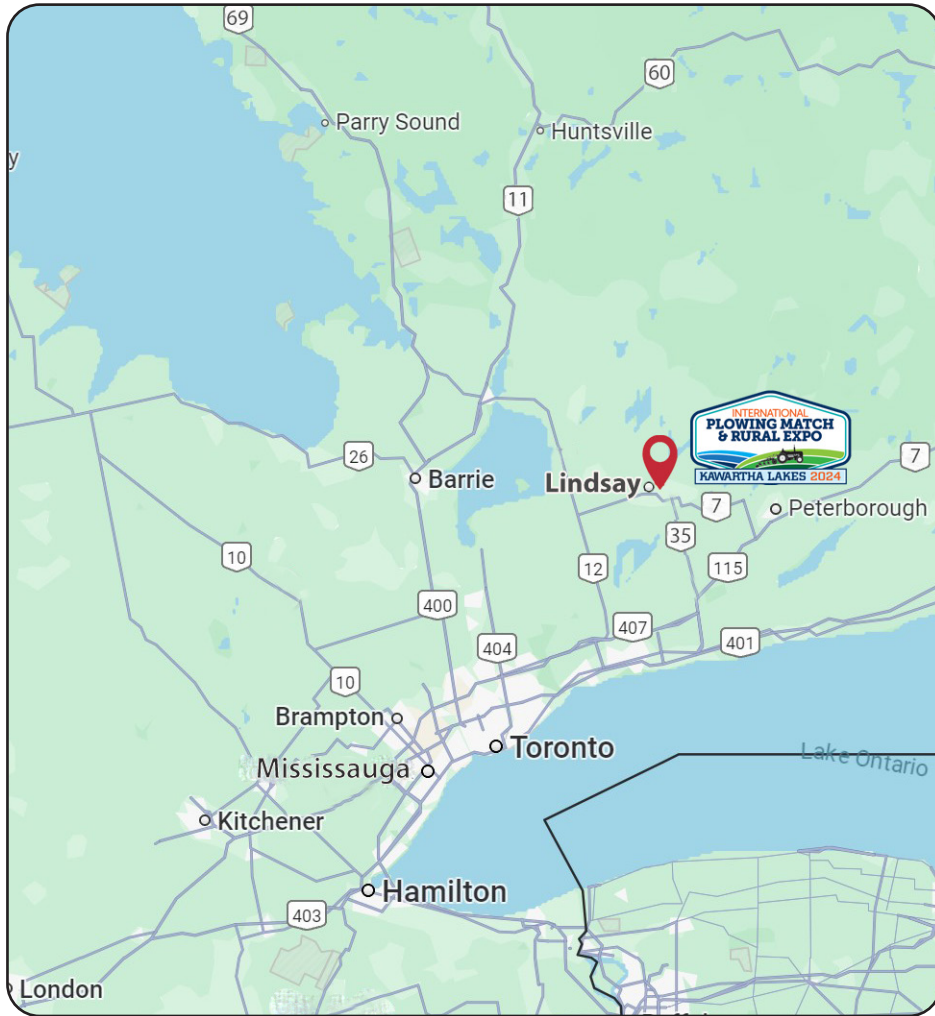 69
60
Parry Sound
Huntsville
y
11
INTERNATIONAL
PLOWING MATCH
& RURAL EXPO
KAWARTHA LAKES 2024
26
7
Barrie
Lindsay
7
Peterborough
35
10
12
115
400
407
404
401
10
Brampton
Toronto
Lake Ontario
Mississauga
Kitchener
Hamilton
403
London